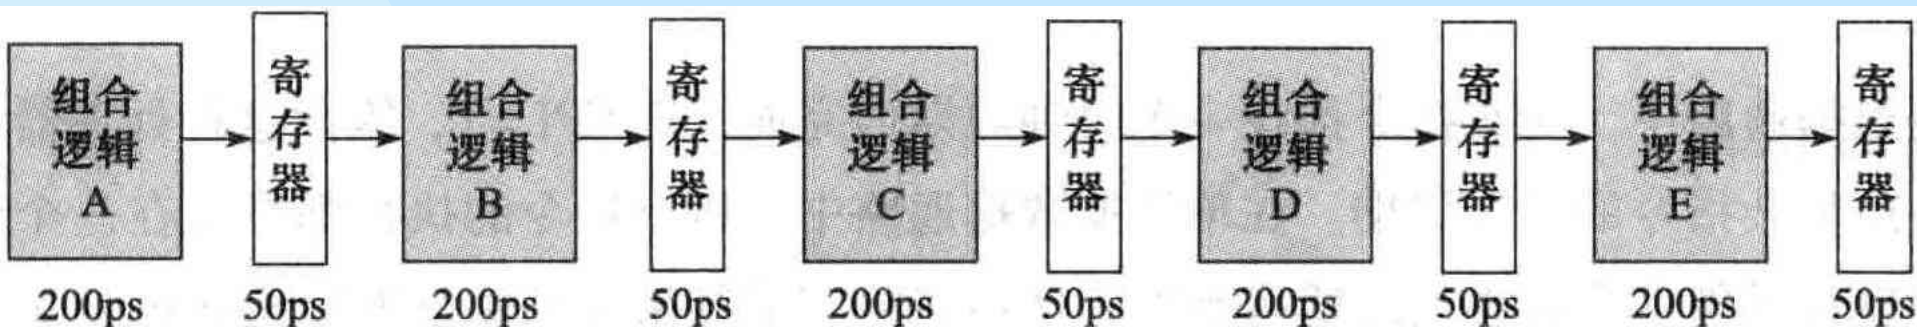 组合
逻辑
A
寄
存
器
组合
逻辑
B
寄
存
器
组合
逻辑
C
寄
存
器
组合
逻辑
D
寄
存
器
组合
逻辑
E
寄
存
器
200ps
50ps
200ps
50ps
200ps
50ps
200ps
50ps
200ps
50ps